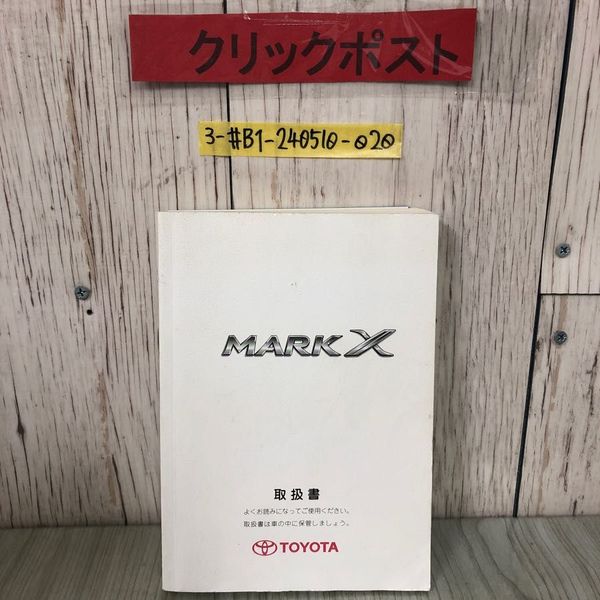 クリックポスト
3-#B1-240510-020
MARK X
取扱書
よくお読みになってご使用ください。
取扱書は車の中に保管しましょう。
TOYOTA